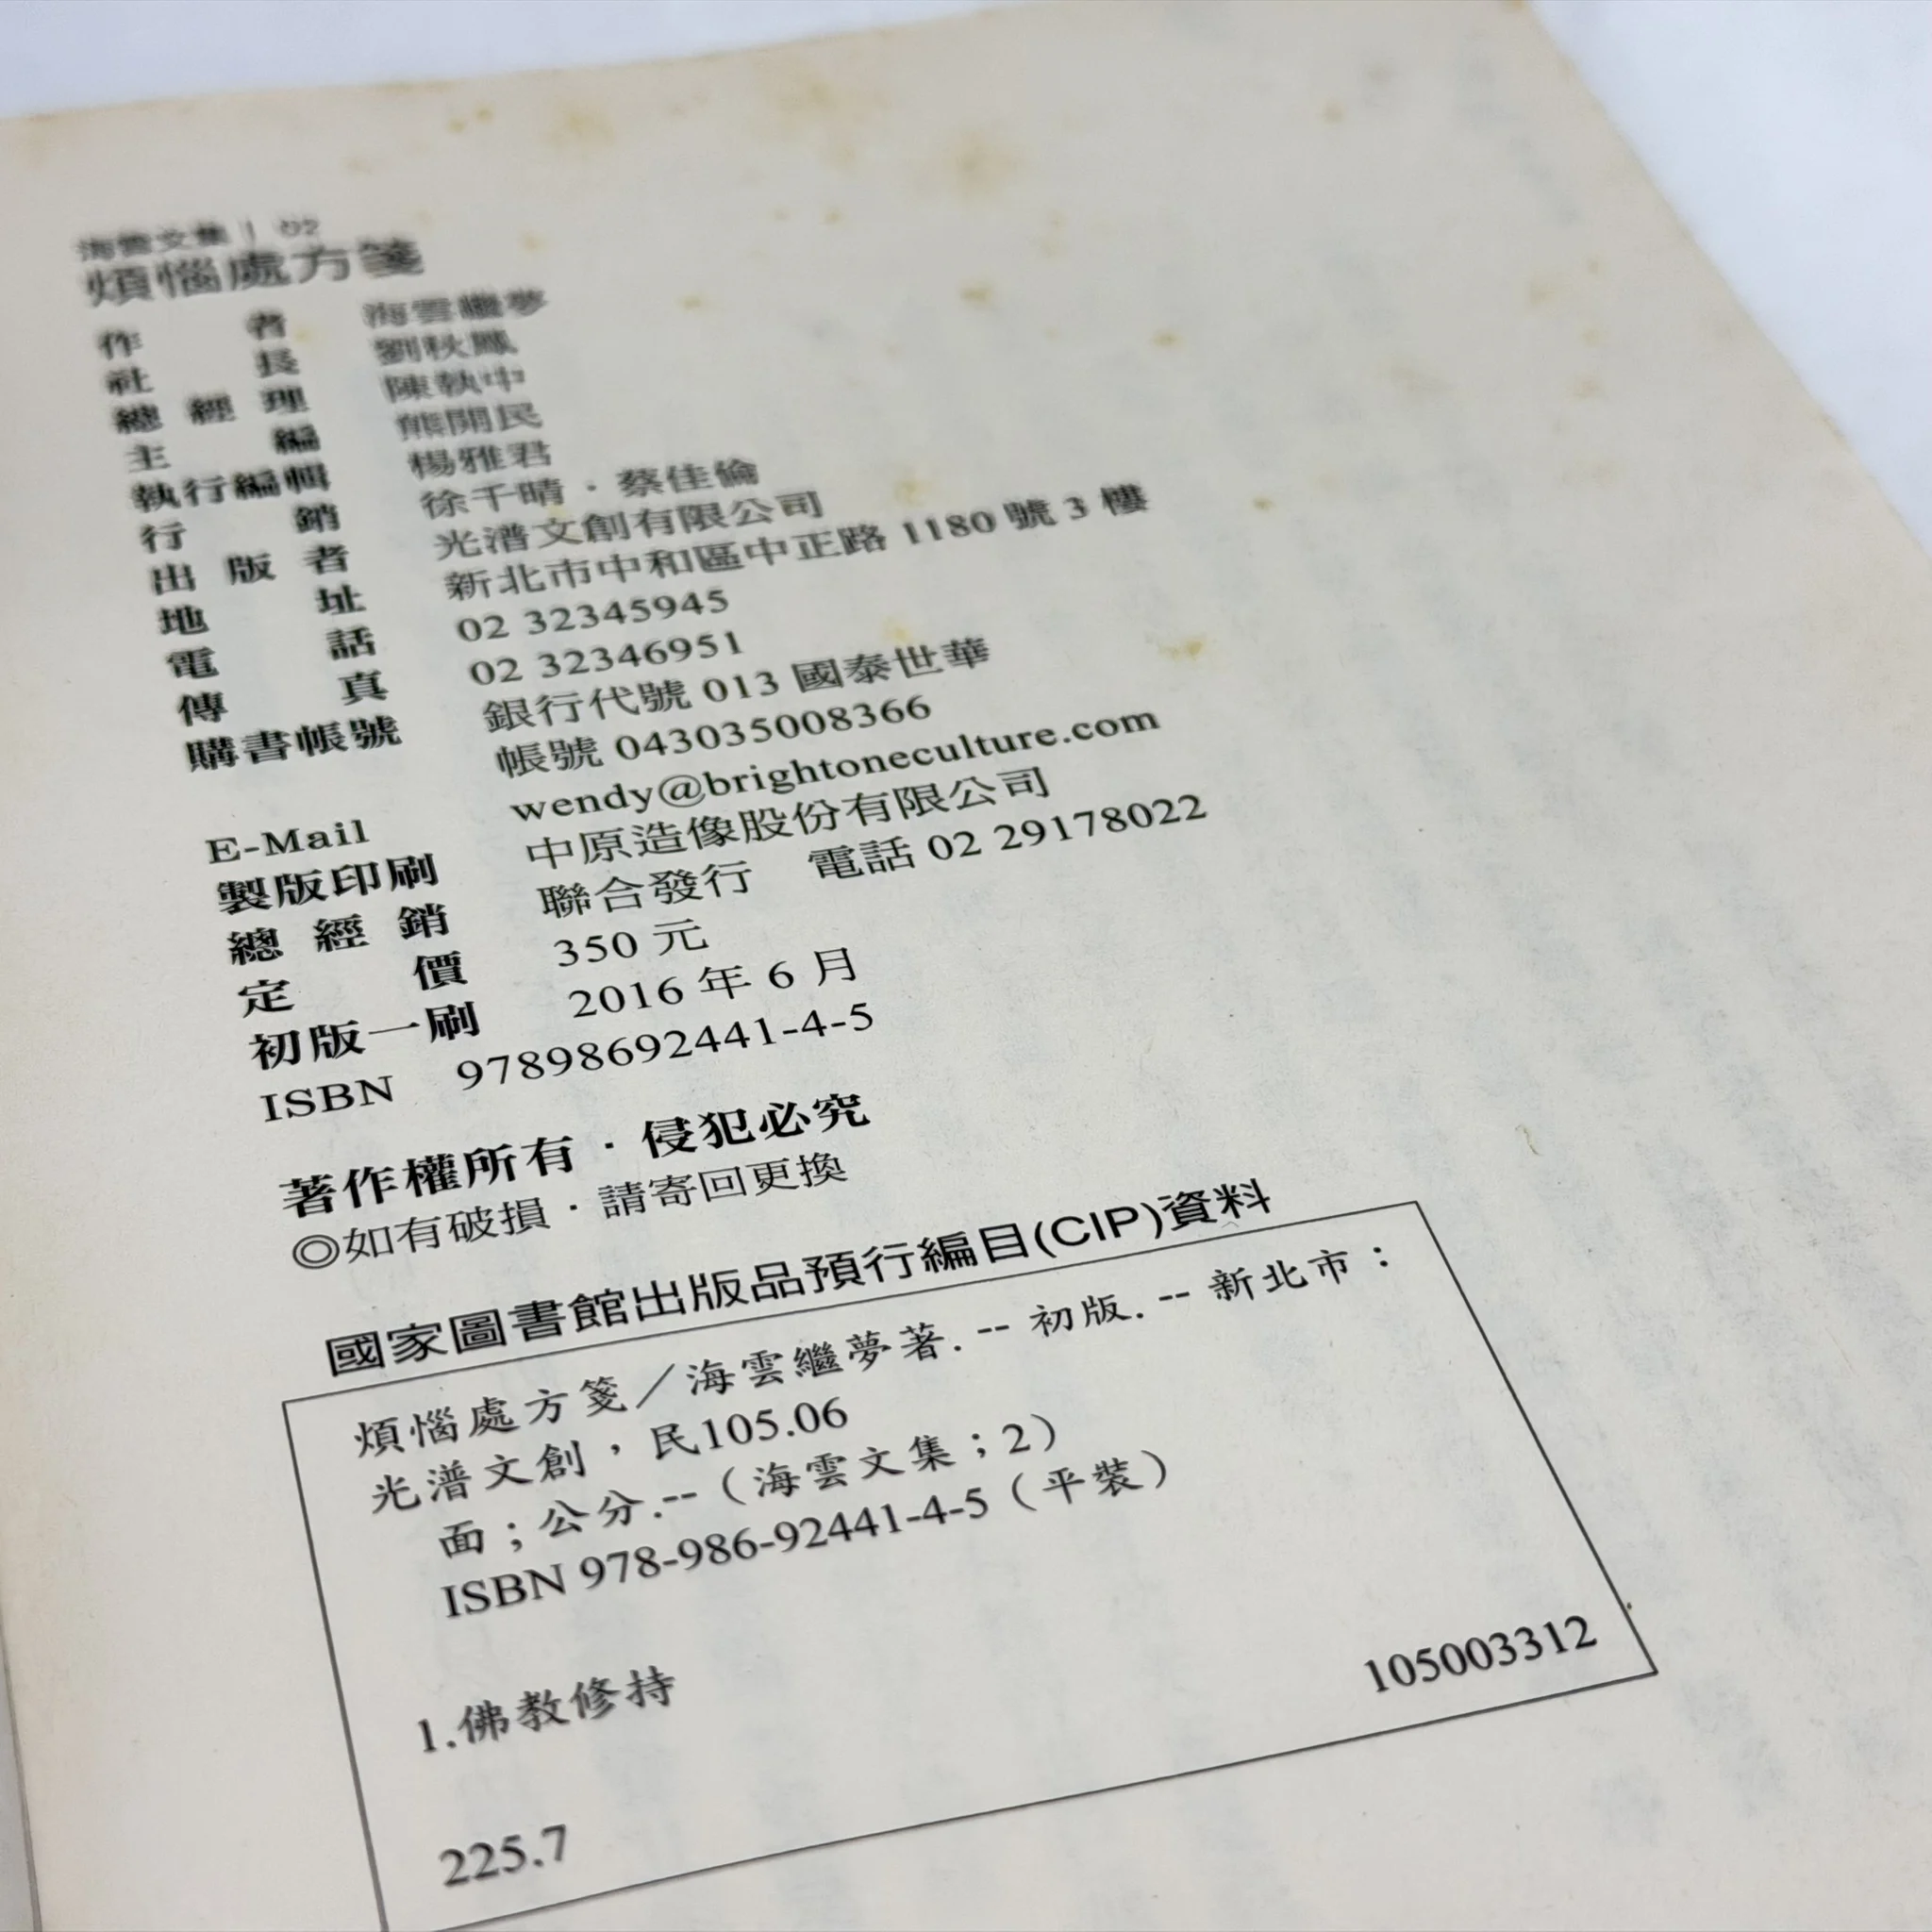 海雲文集 | 02
煩惱處方箋
作者 海雲繼夢
社長 劉秋鳳
總經理 陳執中
主編 熊開民
執行編輯 楊雅君
行銷 徐千晴．蔡佳倫
出版者 光潽文創有限公司
地址 新北市中和區中正路 1180 號 3 樓
電話 02 32345945
傳真 02 32346951
購書帳號 銀行代號 013 國泰世華
帳號 043035008366
E-Mail wendy@brightoneculture.com
製版印刷 中原造像股份有限公司
總經銷 聯合發行 電話 02 29178022
定價 350 元
初版一刷 2016 年 6 月
ISBN 97898692441-4-5
著作權所有．侵犯必究
◎如有破損．請寄回更換
國家圖書館出版品預行編目(CIP)資料
煩惱處方箋／海雲繼夢著. -- 初版. -- 新北市：
光潽文創，民105.06
面；公分.--（海雲文集；2）
ISBN 978-986-92441-4-5（平裝）
1.佛教修持
225.7 105003312